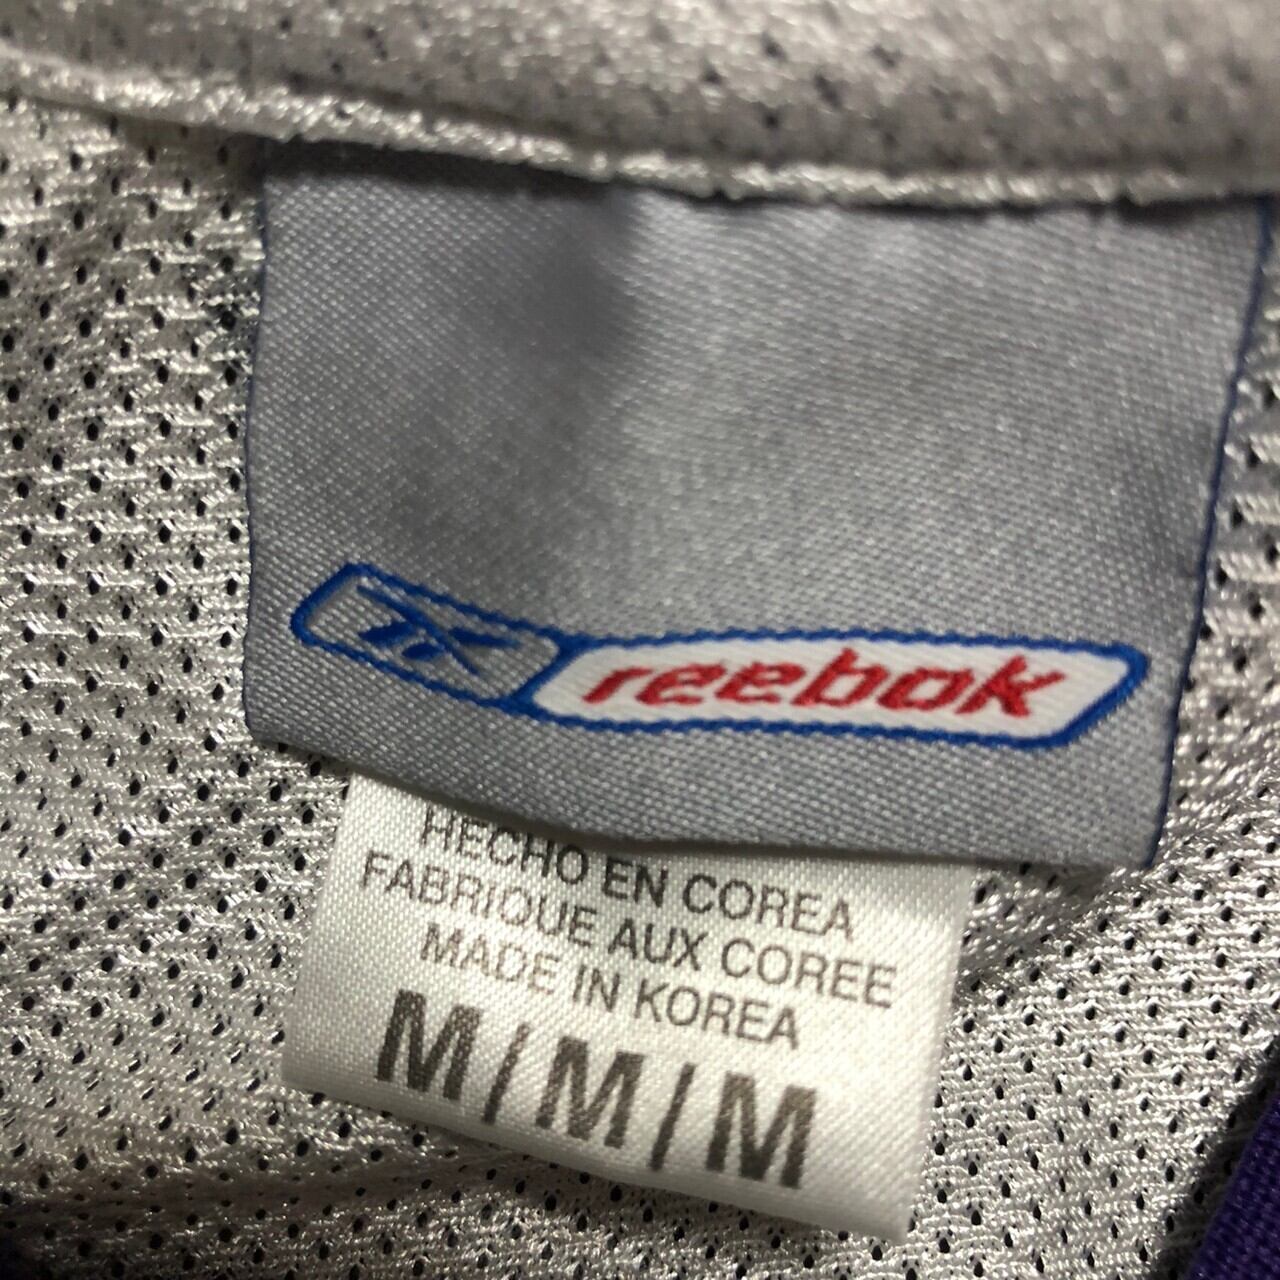 reebok
HECHO EN COREA
FABRIQUE AUX COREE
MADE IN KOREA
M/M/M